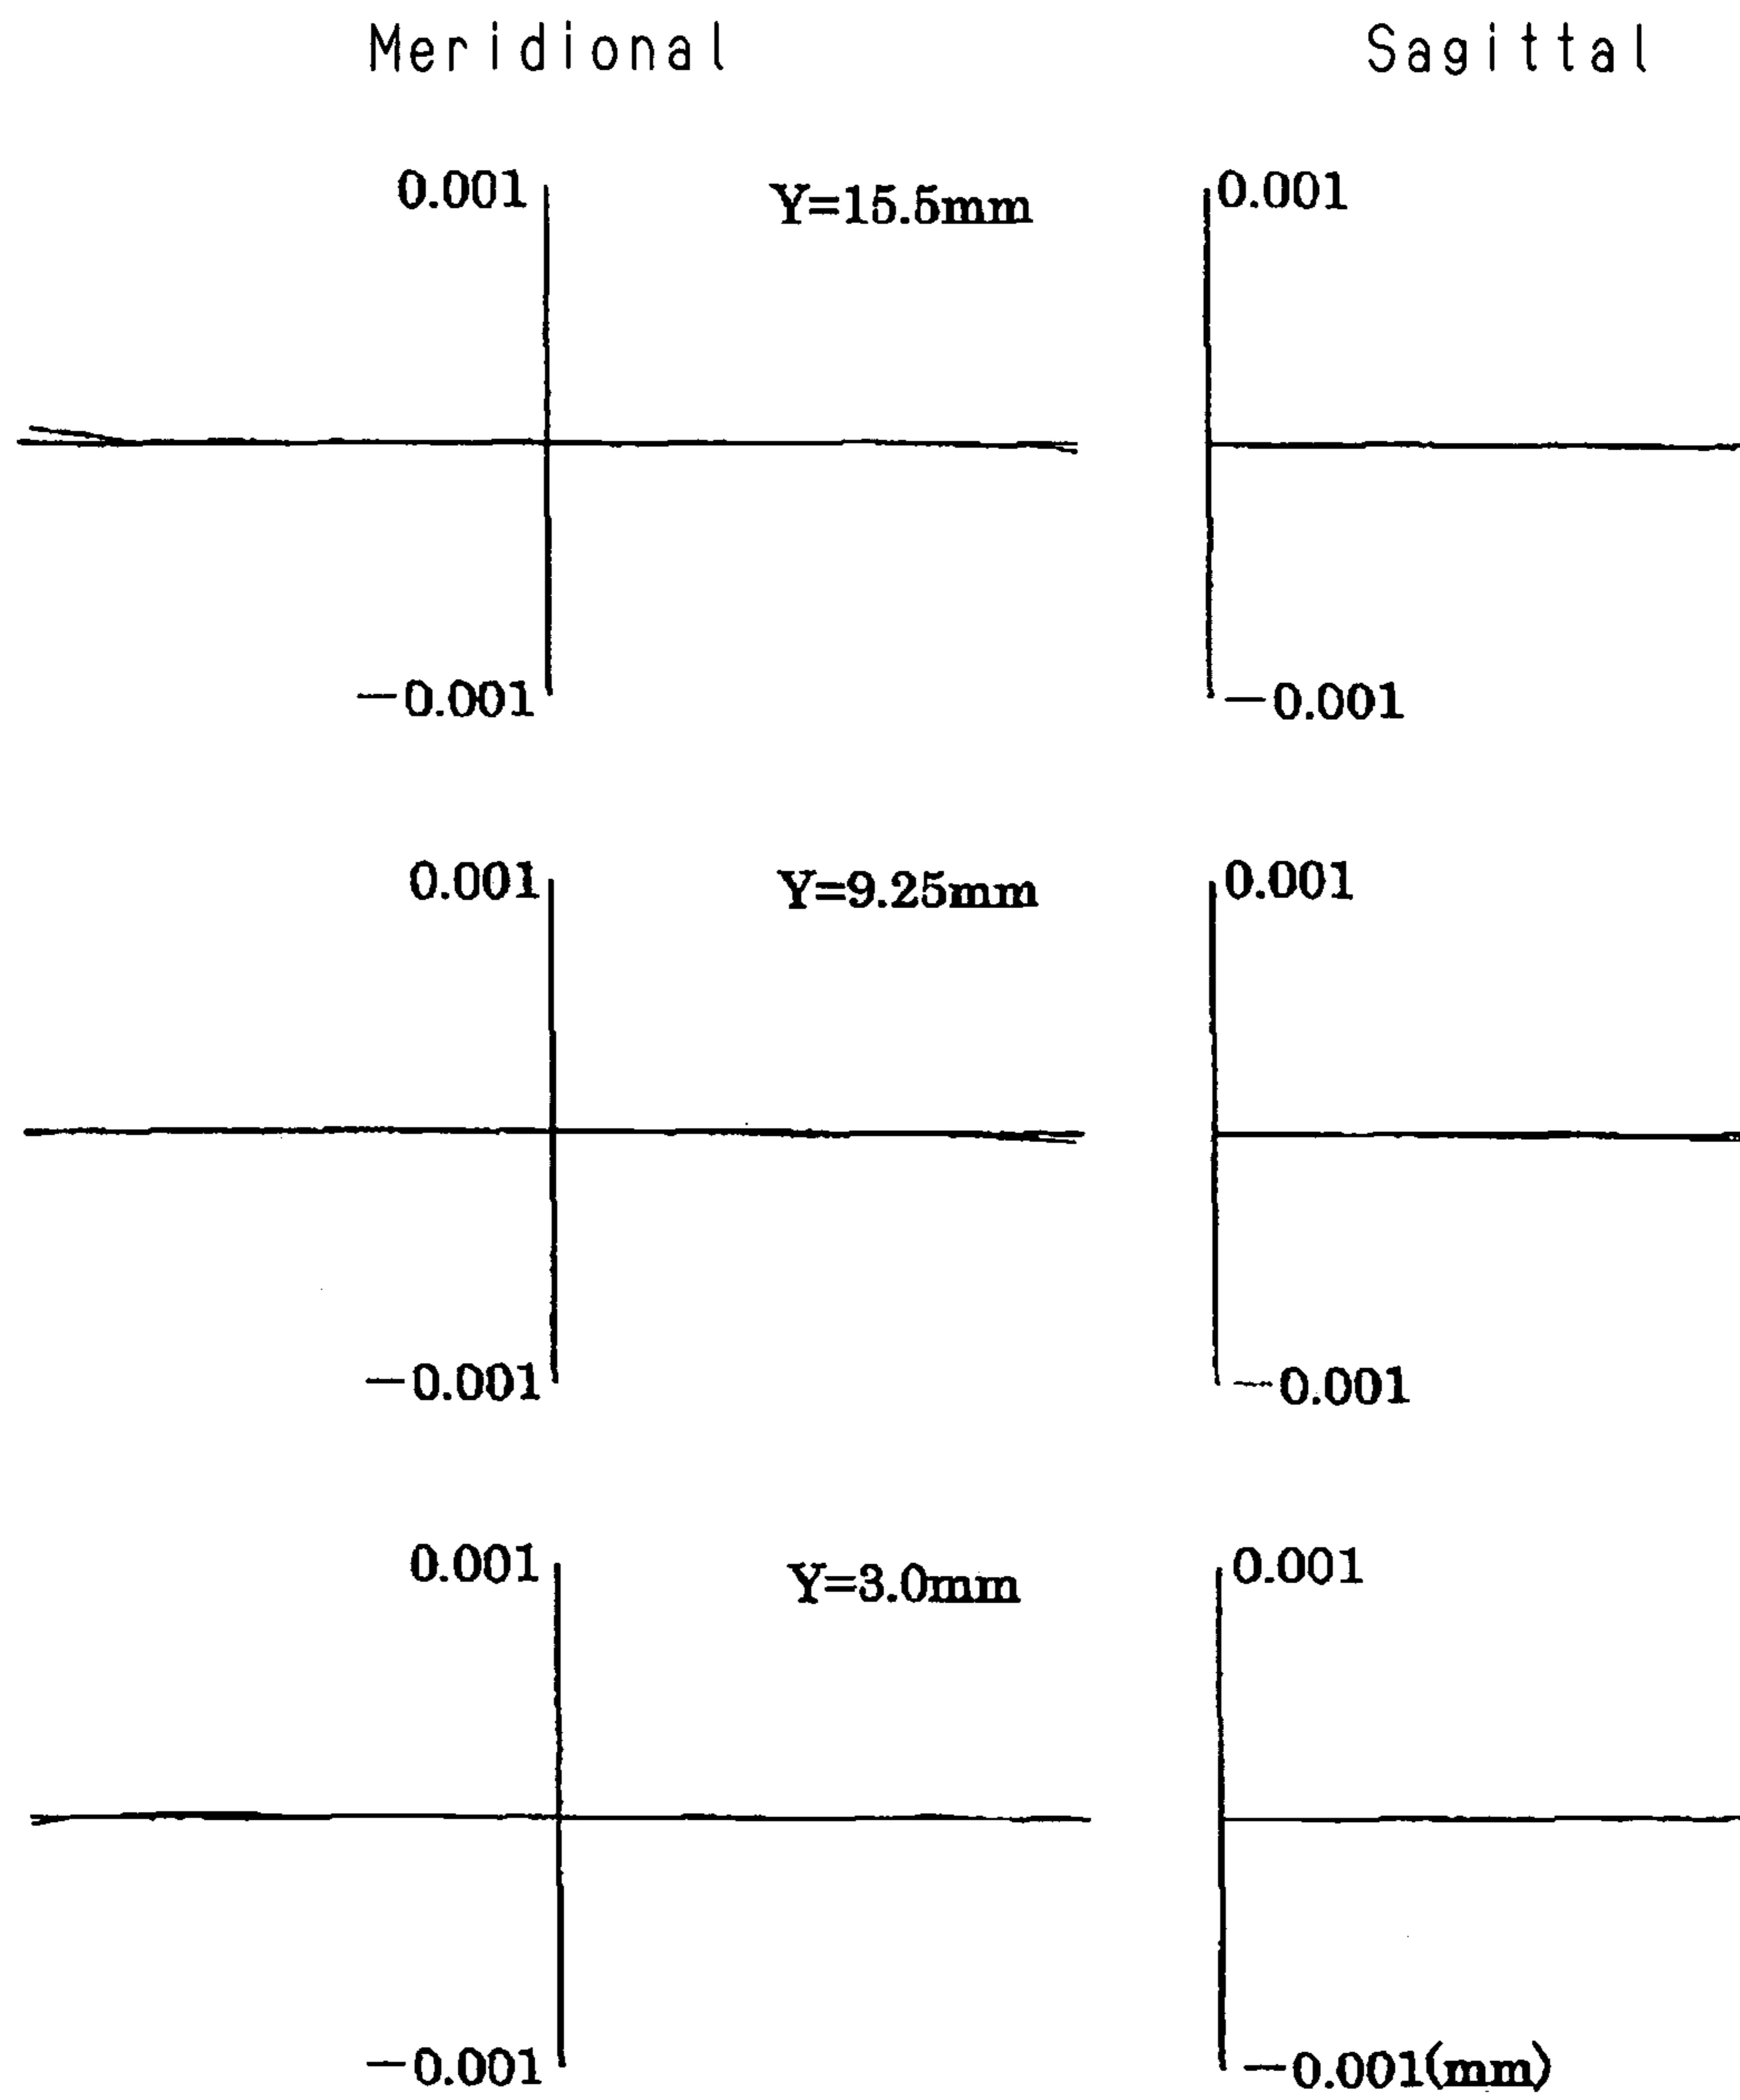 Meridional Sagittal
0.001 Y=15.5mm 0.001
−0.001 −0.001
0.001 Y=9.25mm 0.001
−0.001 −0.001
0.001 Y=3.0mm 0.001
−0.001 −0.001(mm)